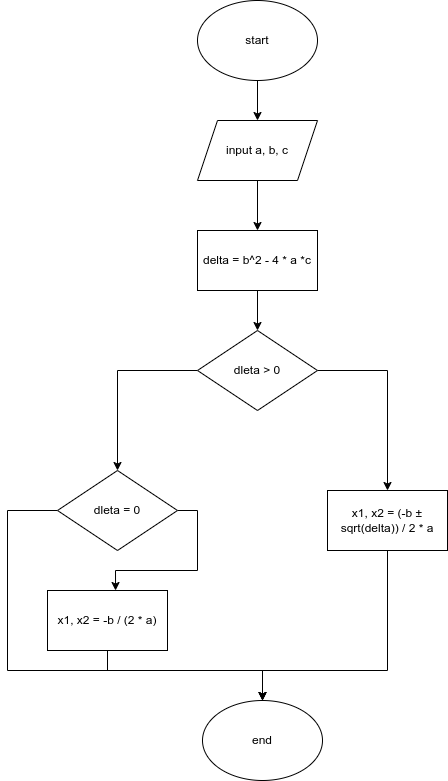 start
input a, b, c
delta = b^2 - 4 * a *c
dleta > 0
dleta = 0
x1, x2 = (-b ±
sqrt(delta)) / 2 * a
x1, x2 = -b / (2 * a)
end